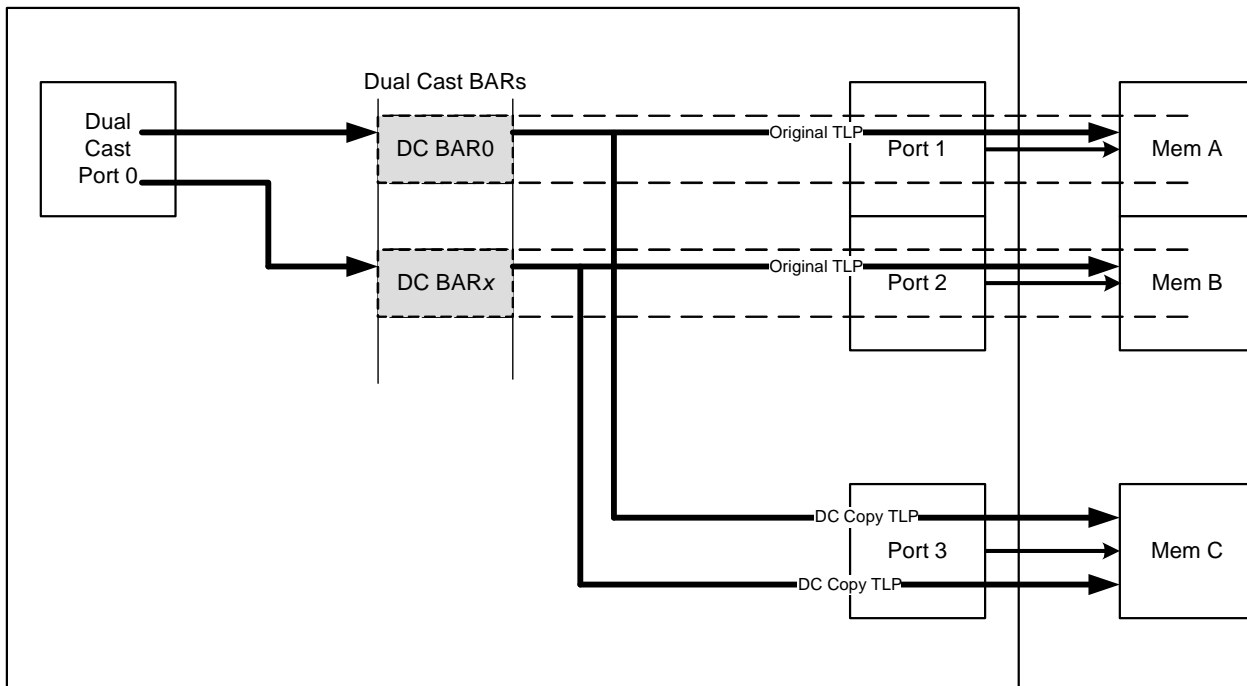 Dual Cast BARs
Dual
Cast
Port 0
DC BAR0
Original TLP
Port 1
Mem A
DC BARx
Original TLP
Port 2
Mem B
DC Copy TLP
Port 3
Mem C
DC Copy TLP